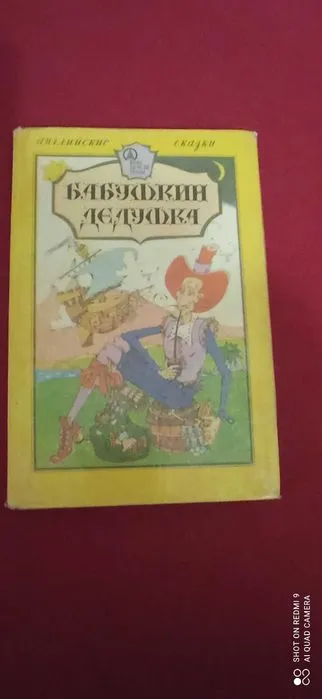 АНГЛИЙСКИЕ СКАЗКИ
БАБУШКИН
ДЕДУШКА
SHOT ON REDMI 9
AI QUAD CAMERA